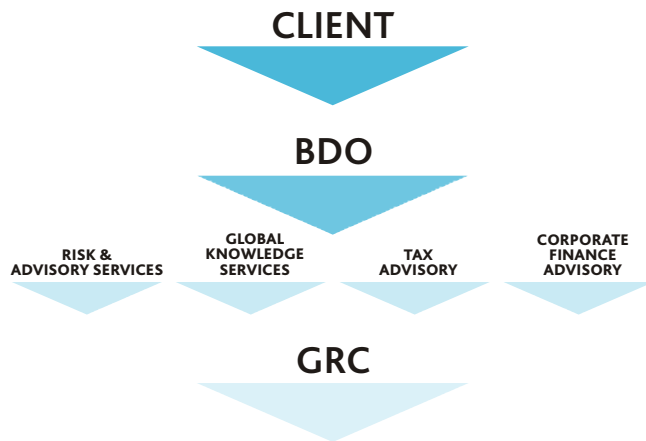 CLIENT
BDO
RISK &
ADVISORY SERVICES
GLOBAL
KNOWLEDGE
SERVICES
TAX
ADVISORY
CORPORATE
FINANCE
ADVISORY
GRC